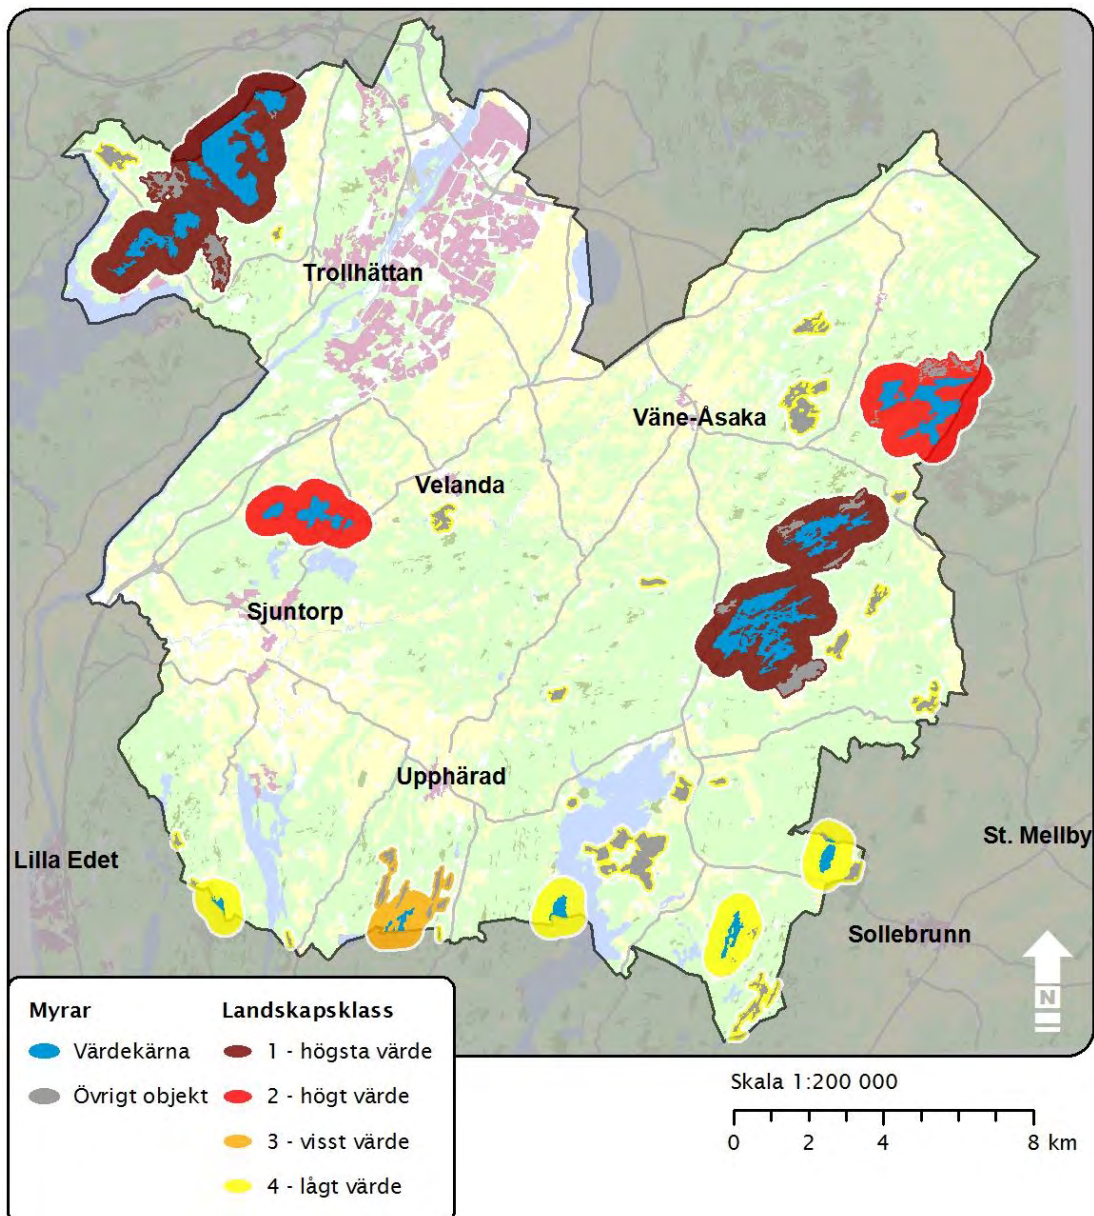 Trollhättan
Väne-Åsaka
Velanda
Sjuntorp
Upphärad
Lilla Edet
St. Mellby
Sollebrunn
N
Myrar
Värdekärna
Övrigt objekt
Landskapsklass
1 - högsta värde
2 - högt värde
3 - visst värde
4 - lågt värde
Skala 1:200 000
0 2 4 8 km